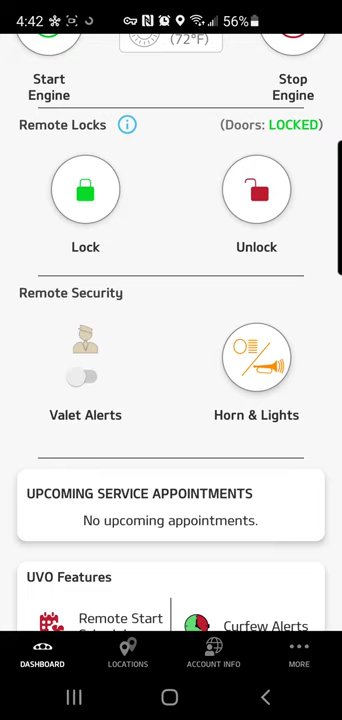 4:42
56%
(72°F)
Start
Engine
Stop
Engine
Remote Locks
(Doors: LOCKED)
Lock
Unlock
Remote Security
Valet Alerts
Horn & Lights
UPCOMING SERVICE APPOINTMENTS
No upcoming appointments.
UVO Features
Remote Start
Curfew Alerts
DASHBOARD
LOCATIONS
ACCOUNT INFO
MORE